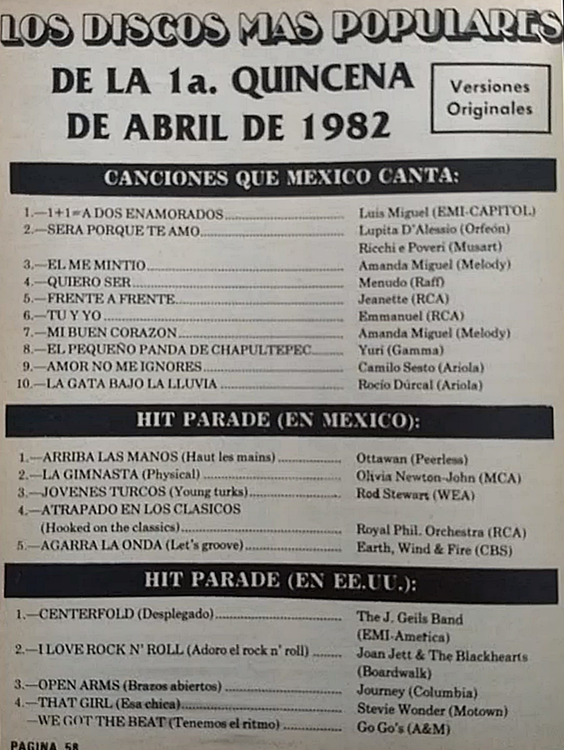 LOS DISCOS MAS POPULARES
DE LA 1a. QUINCENA
DE ABRIL DE 1982
Versiones
Originales
CANCIONES QUE MEXICO CANTA:
1.—1+1=A DOS ENAMORADOS.......... Luis Miguel (EMI-CAPITOL)
2.—SERA PORQUE TE AMO.......... Lupita D'Alessio (Orfeón)
Ricchi e Poveri (Musart)
3.—EL ME MINTIO.......... Amanda Miguel (Melody)
4.—QUIERO SER.......... Menudo (Raff)
5.—FRENTE A FRENTE.......... Jeanette (RCA)
6.—TU Y YO.......... Emmanuel (RCA)
7.—MI BUEN CORAZON.......... Amanda Miguel (Melody)
8.—EL PEQUEÑO PANDA DE CHAPULTEPEC.......... Yuri (Gamma)
9.—AMOR NO ME IGNORES.......... Camilo Sesto (Ariola)
10.—LA GATA BAJO LA LLUVIA.......... Rocío Dúrcal (Ariola)
HIT PARADE (EN MEXICO):
1.—ARRIBA LAS MANOS (Haut les mains).......... Ottawan (Peerless)
2.—LA GIMNASTA (Physical).......... Olivia Newton-John (MCA)
3.—JOVENES TURCOS (Young turks).......... Rod Stewart (WEA)
4.—ATRAPADO EN LOS CLASICOS
(Hooked on the classics).......... Royal Phil. Orchestra (RCA)
5.—AGARRA LA ONDA (Let's groove).......... Earth, Wind & Fire (CBS)
HIT PARADE (EN EE.UU.):
1.—CENTERFOLD (Desplegado).......... The J. Geils Band
(EMI-America)
2.—I LOVE ROCK N' ROLL (Adoro el rock n' roll).......... Joan Jett & The Blackhearts
(Boardwalk)
3.—OPEN ARMS (Brazos abiertos).......... Journey (Columbia)
4.—THAT GIRL (Esa chica).......... Stevie Wonder (Motown)
—WE GOT THE BEAT (Tenemos el ritmo).......... Go Go's (A&M)
PAGINA 58